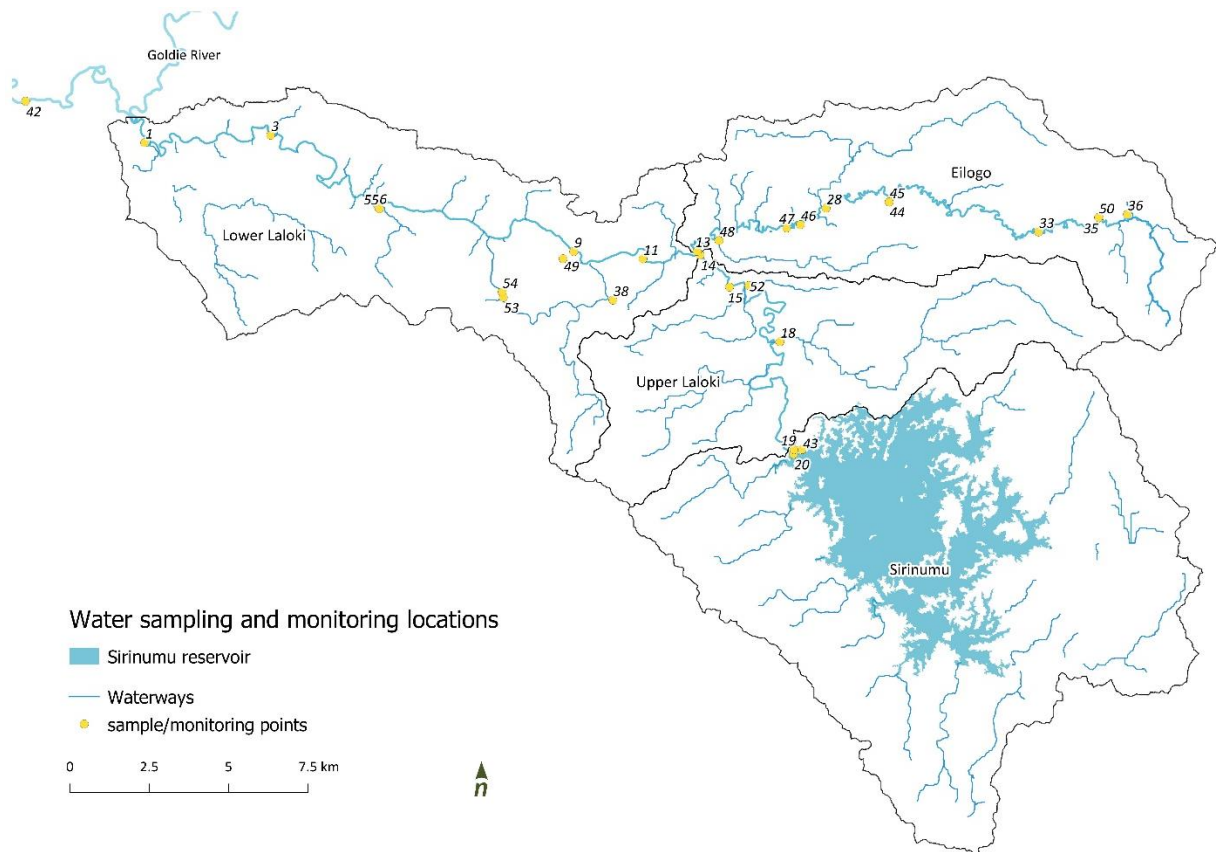 Goldie River
42
1
3
556
Lower Laloki
9
49
11
54
53
38
13
14
48
47
46
28
45
44
Eilogo
33
35
50
36
15
52
18
Upper Laloki
19
43
20
Sirinumu
Water sampling and monitoring locations
Sirinumu reservoir
Waterways
sample/monitoring points
0 2.5 5 7.5 km
n